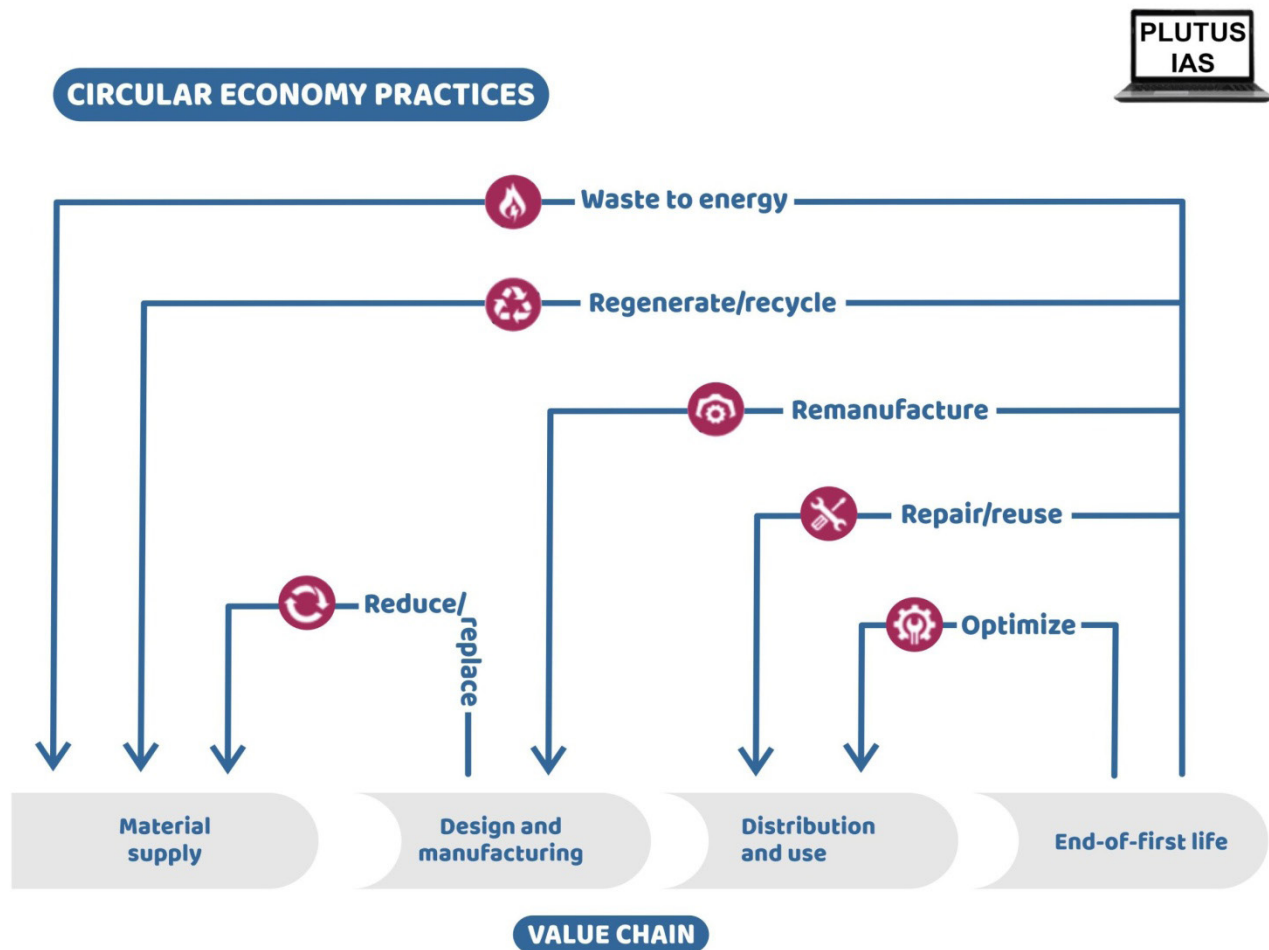 PLUTUS
IAS
CIRCULAR ECONOMY PRACTICES
Waste to energy
Regenerate/recycle
Remanufacture
Repair/reuse
Reduce/
replace
Optimize
Material
supply
Design and
manufacturing
Distribution
and use
End-of-first life
VALUE CHAIN